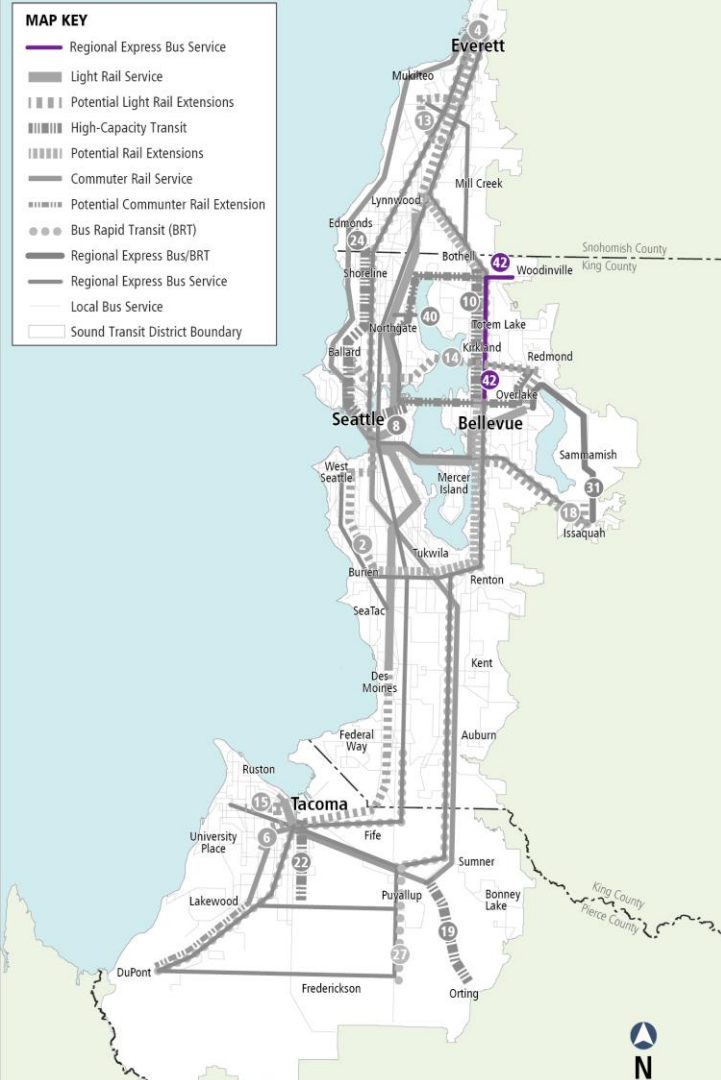 MAP KEY
Regional Express Bus Service
Light Rail Service
Potential Light Rail Extensions
High-Capacity Transit
Potential Rail Extensions
Commuter Rail Service
Potential Communter Rail Extension
Bus Rapid Transit (BRT)
Regional Express Bus/BRT
Regional Express Bus Service
Local Bus Service
Sound Transit District Boundary
4
Everett
Mukilteo
13
Mill Creek
Lynnwood
Edmonds
24
Snohomish County
King County
Bothell
42
Woodinville
Shoreline
10
40
Totem Lake
Northgate
Kirkland
Ballard
14
Redmond
42
Overlake
Seattle
8
Bellevue
Sammamish
West
Seattle
Mercer
Island
31
18
Issaquah
2
Tukwila
Burien
Renton
SeaTac
Kent
Des
Moines
Federal
Way
Auburn
Ruston
15
Tacoma
University
Place
6
Fife
22
Sumner
King County
Pierce County
Puyallup
Bonney
Lake
Lakewood
19
27
DuPont
Frederickson
Orting
N